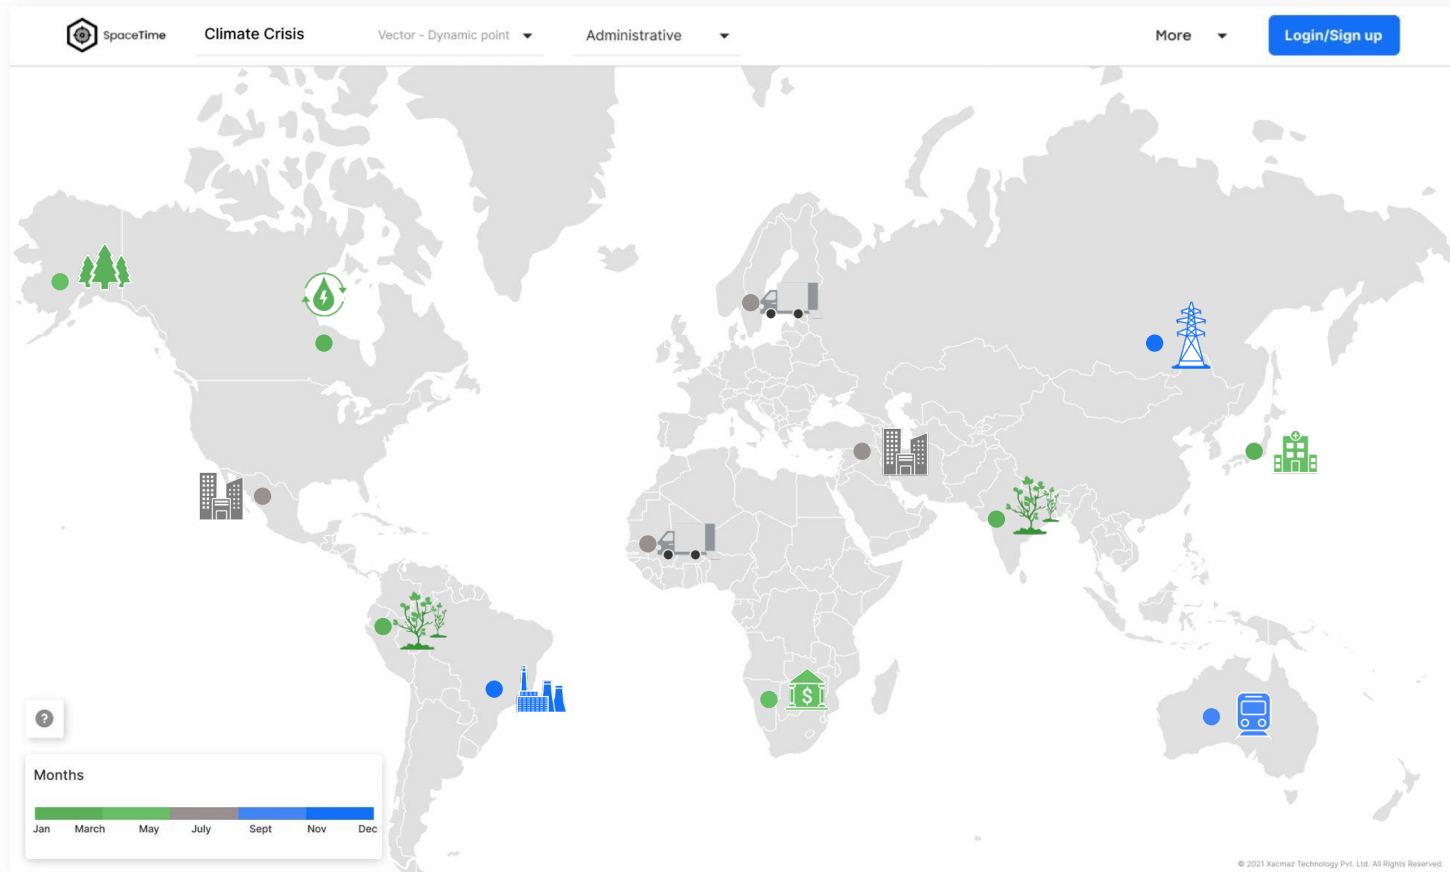 SpaceTime
Climate Crisis
Vector - Dynamic point
Administrative
More
Login/Sign up
$
?
Months
Jan March May July Sept Nov Dec
© 2021 Xacmaz Technology Pvt. Ltd. All Rights Reserved.